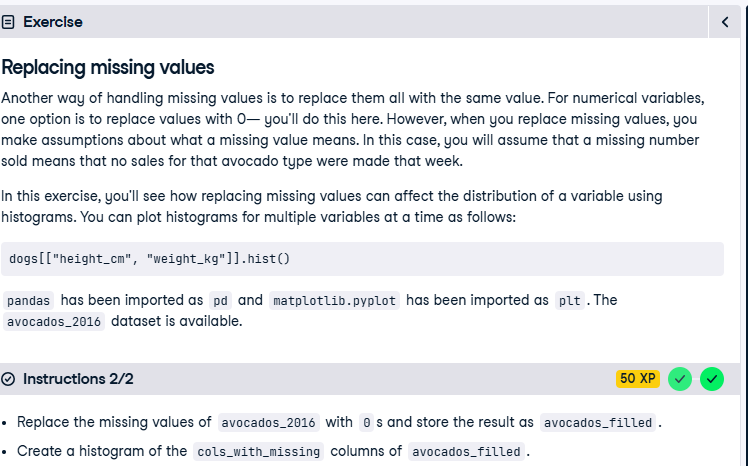 Exercise
Replacing missing values
Another way of handling missing values is to replace them all with the same value. For numerical variables,
one option is to replace values with 0— you'll do this here. However, when you replace missing values, you
make assumptions about what a missing value means. In this case, you will assume that a missing number
sold means that no sales for that avocado type were made that week.
In this exercise, you'll see how replacing missing values can affect the distribution of a variable using
histograms. You can plot histograms for multiple variables at a time as follows:
dogs[["height_cm", "weight_kg"]].hist()
pandas has been imported as pd and matplotlib.pyplot has been imported as plt. The
avocados_2016 dataset is available.
Instructions 2/2
50 XP
• Replace the missing values of avocados_2016 with 0 s and store the result as avocados_filled.
• Create a histogram of the cols_with_missing columns of avocados_filled.